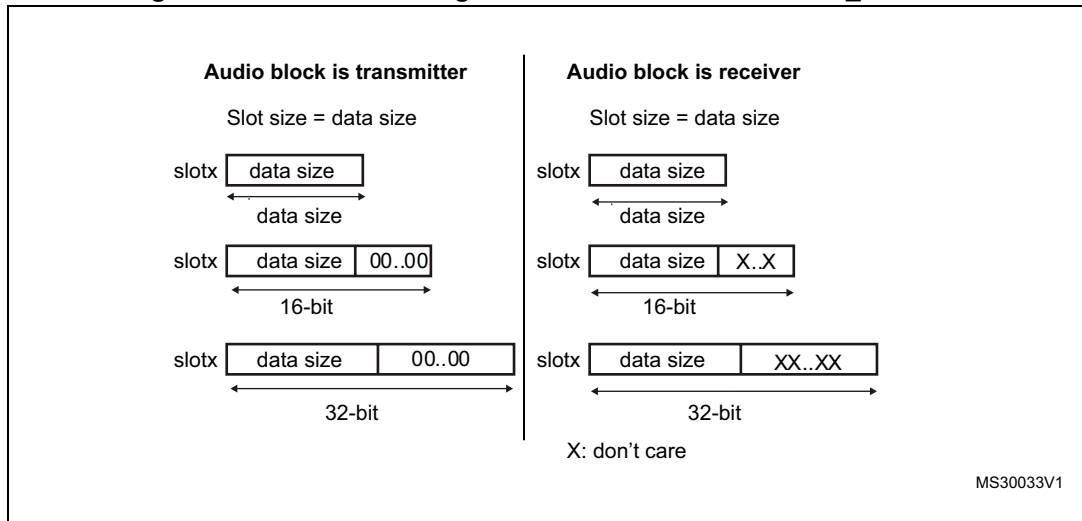 Audio block is transmitter
Slot size = data size
slotx data size
data size
slotx data size 00..00
16-bit
slotx data size 00..00
32-bit
Audio block is receiver
Slot size = data size
slotx data size
data size
slotx data size X..X
16-bit
slotx data size XX..XX
32-bit
X: don't care
MS30033V1